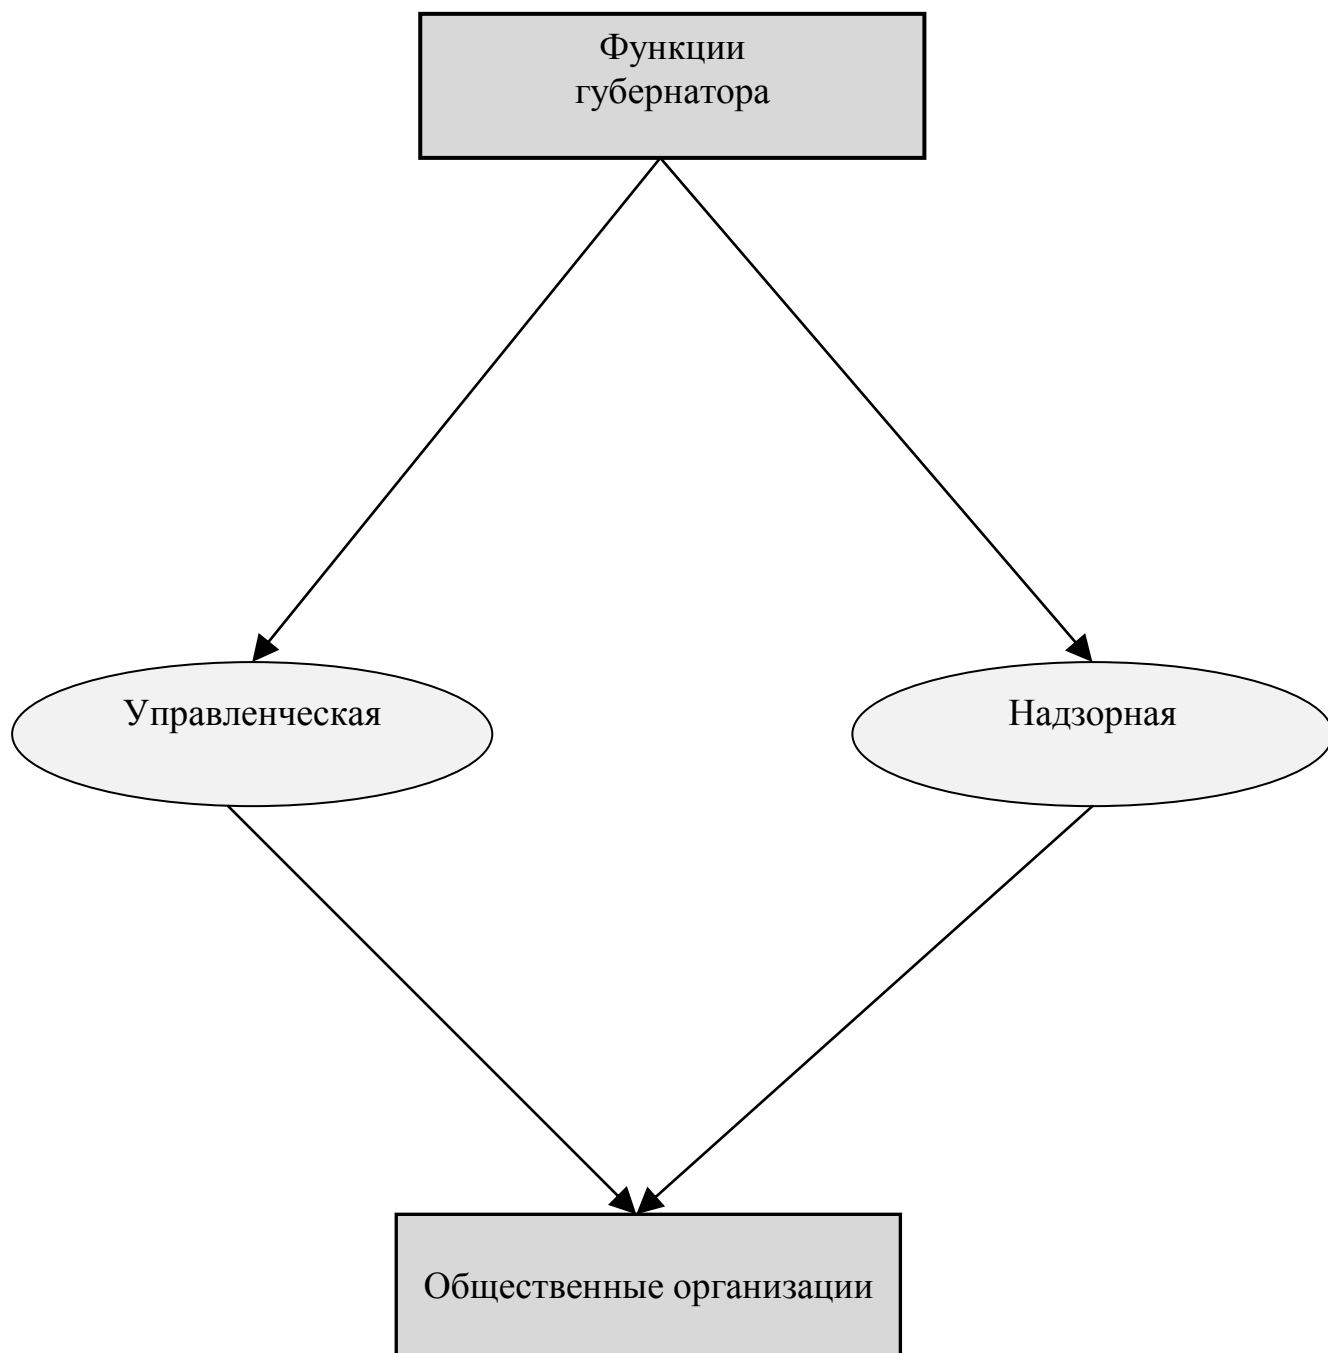 Функции
губернатора
Управленческая
Надзорная
Общественные организации